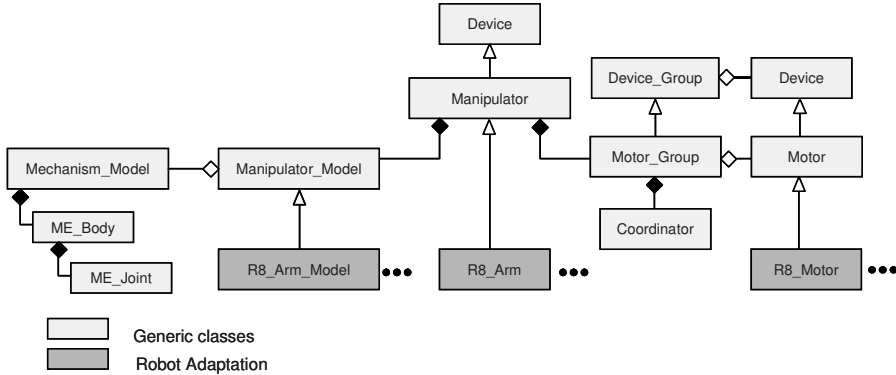 Device
Manipulator
Device_Group
Device
Mechanism_Model
Manipulator_Model
Motor_Group
Motor
ME_Body
Coordinator
ME_Joint
R8_Arm_Model
R8_Arm
R8_Motor
Generic classes
Robot Adaptation